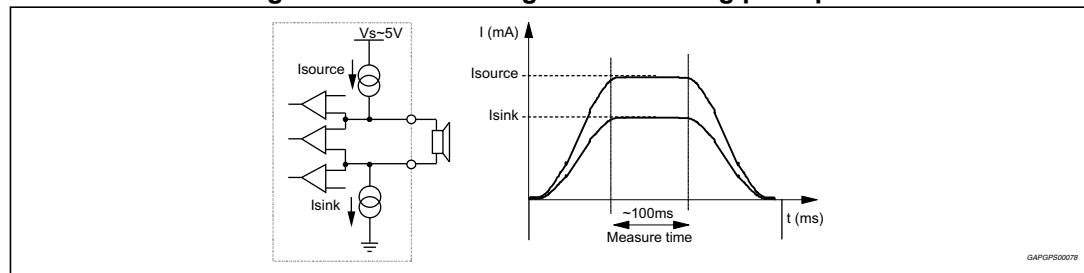 Vs~5V
Isource
Isink
I (mA)
Isource
Isink
~100ms
Measure time
t (ms)
GAPGPS00078